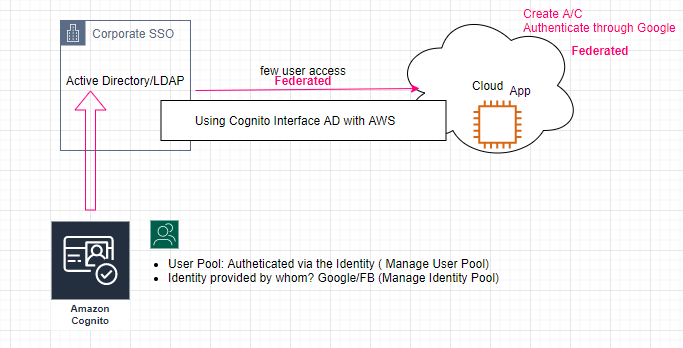 Create A/C
Authenticate through Google
Federated
Corporate SSO
Active Directory/LDAP
few user access
Federated
Cloud App
Using Cognito Interface AD with AWS
User Pool: Autheticated via the Identity ( Manage User Pool)
Identity provided by whom? Google/FB (Manage Identity Pool)
Amazon
Cognito